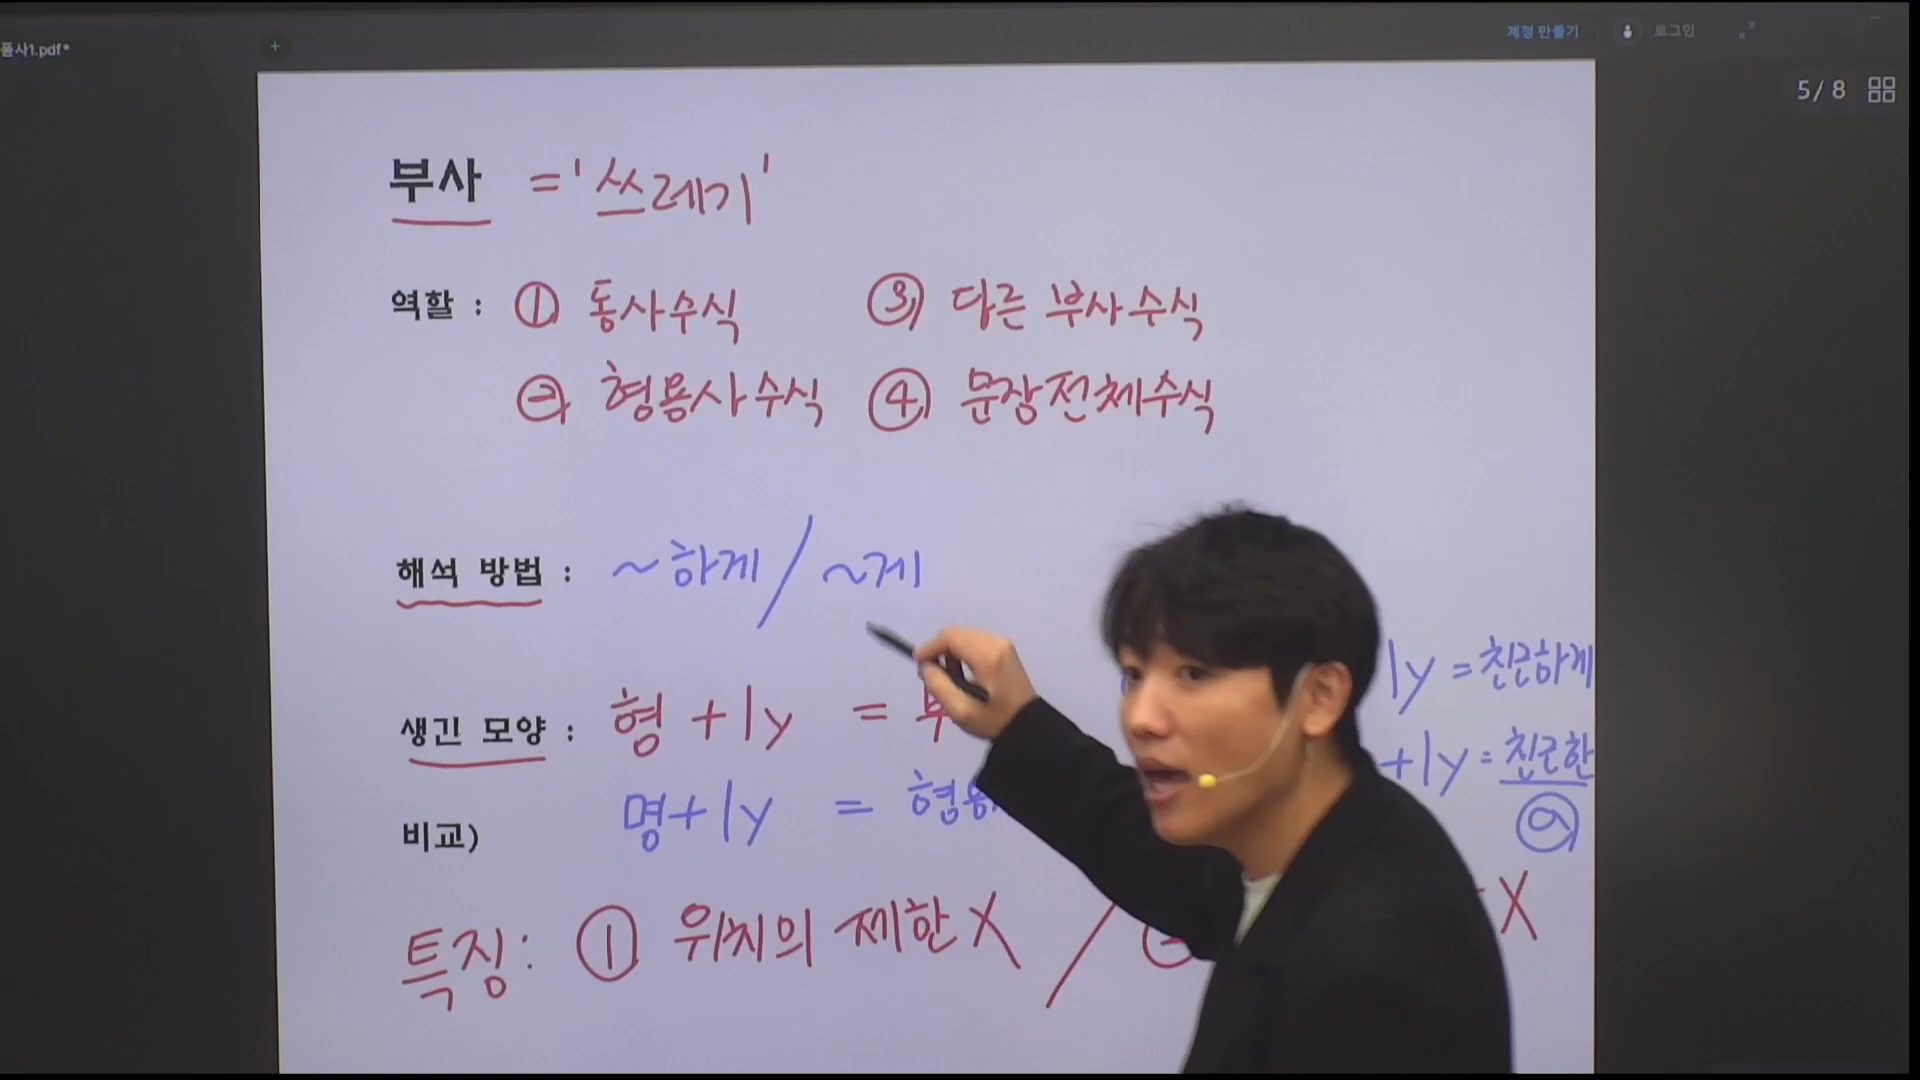 품사1.pdf*
+
계정 만들기
로그인
5/8
부사 = '쓰레기'
역할 : ① 동사수식 ③ 다른 부사수식
② 형용사수식 ④ 문장전체수식
해석 방법 : ~하게 / ~게
ly = 친근하게
생긴 모양 : 형 + ly = 부
+ ly = 친근한
ⓐ
비교) 명 + ly = 형용
특징: ① 위치의 제한 X / ② X